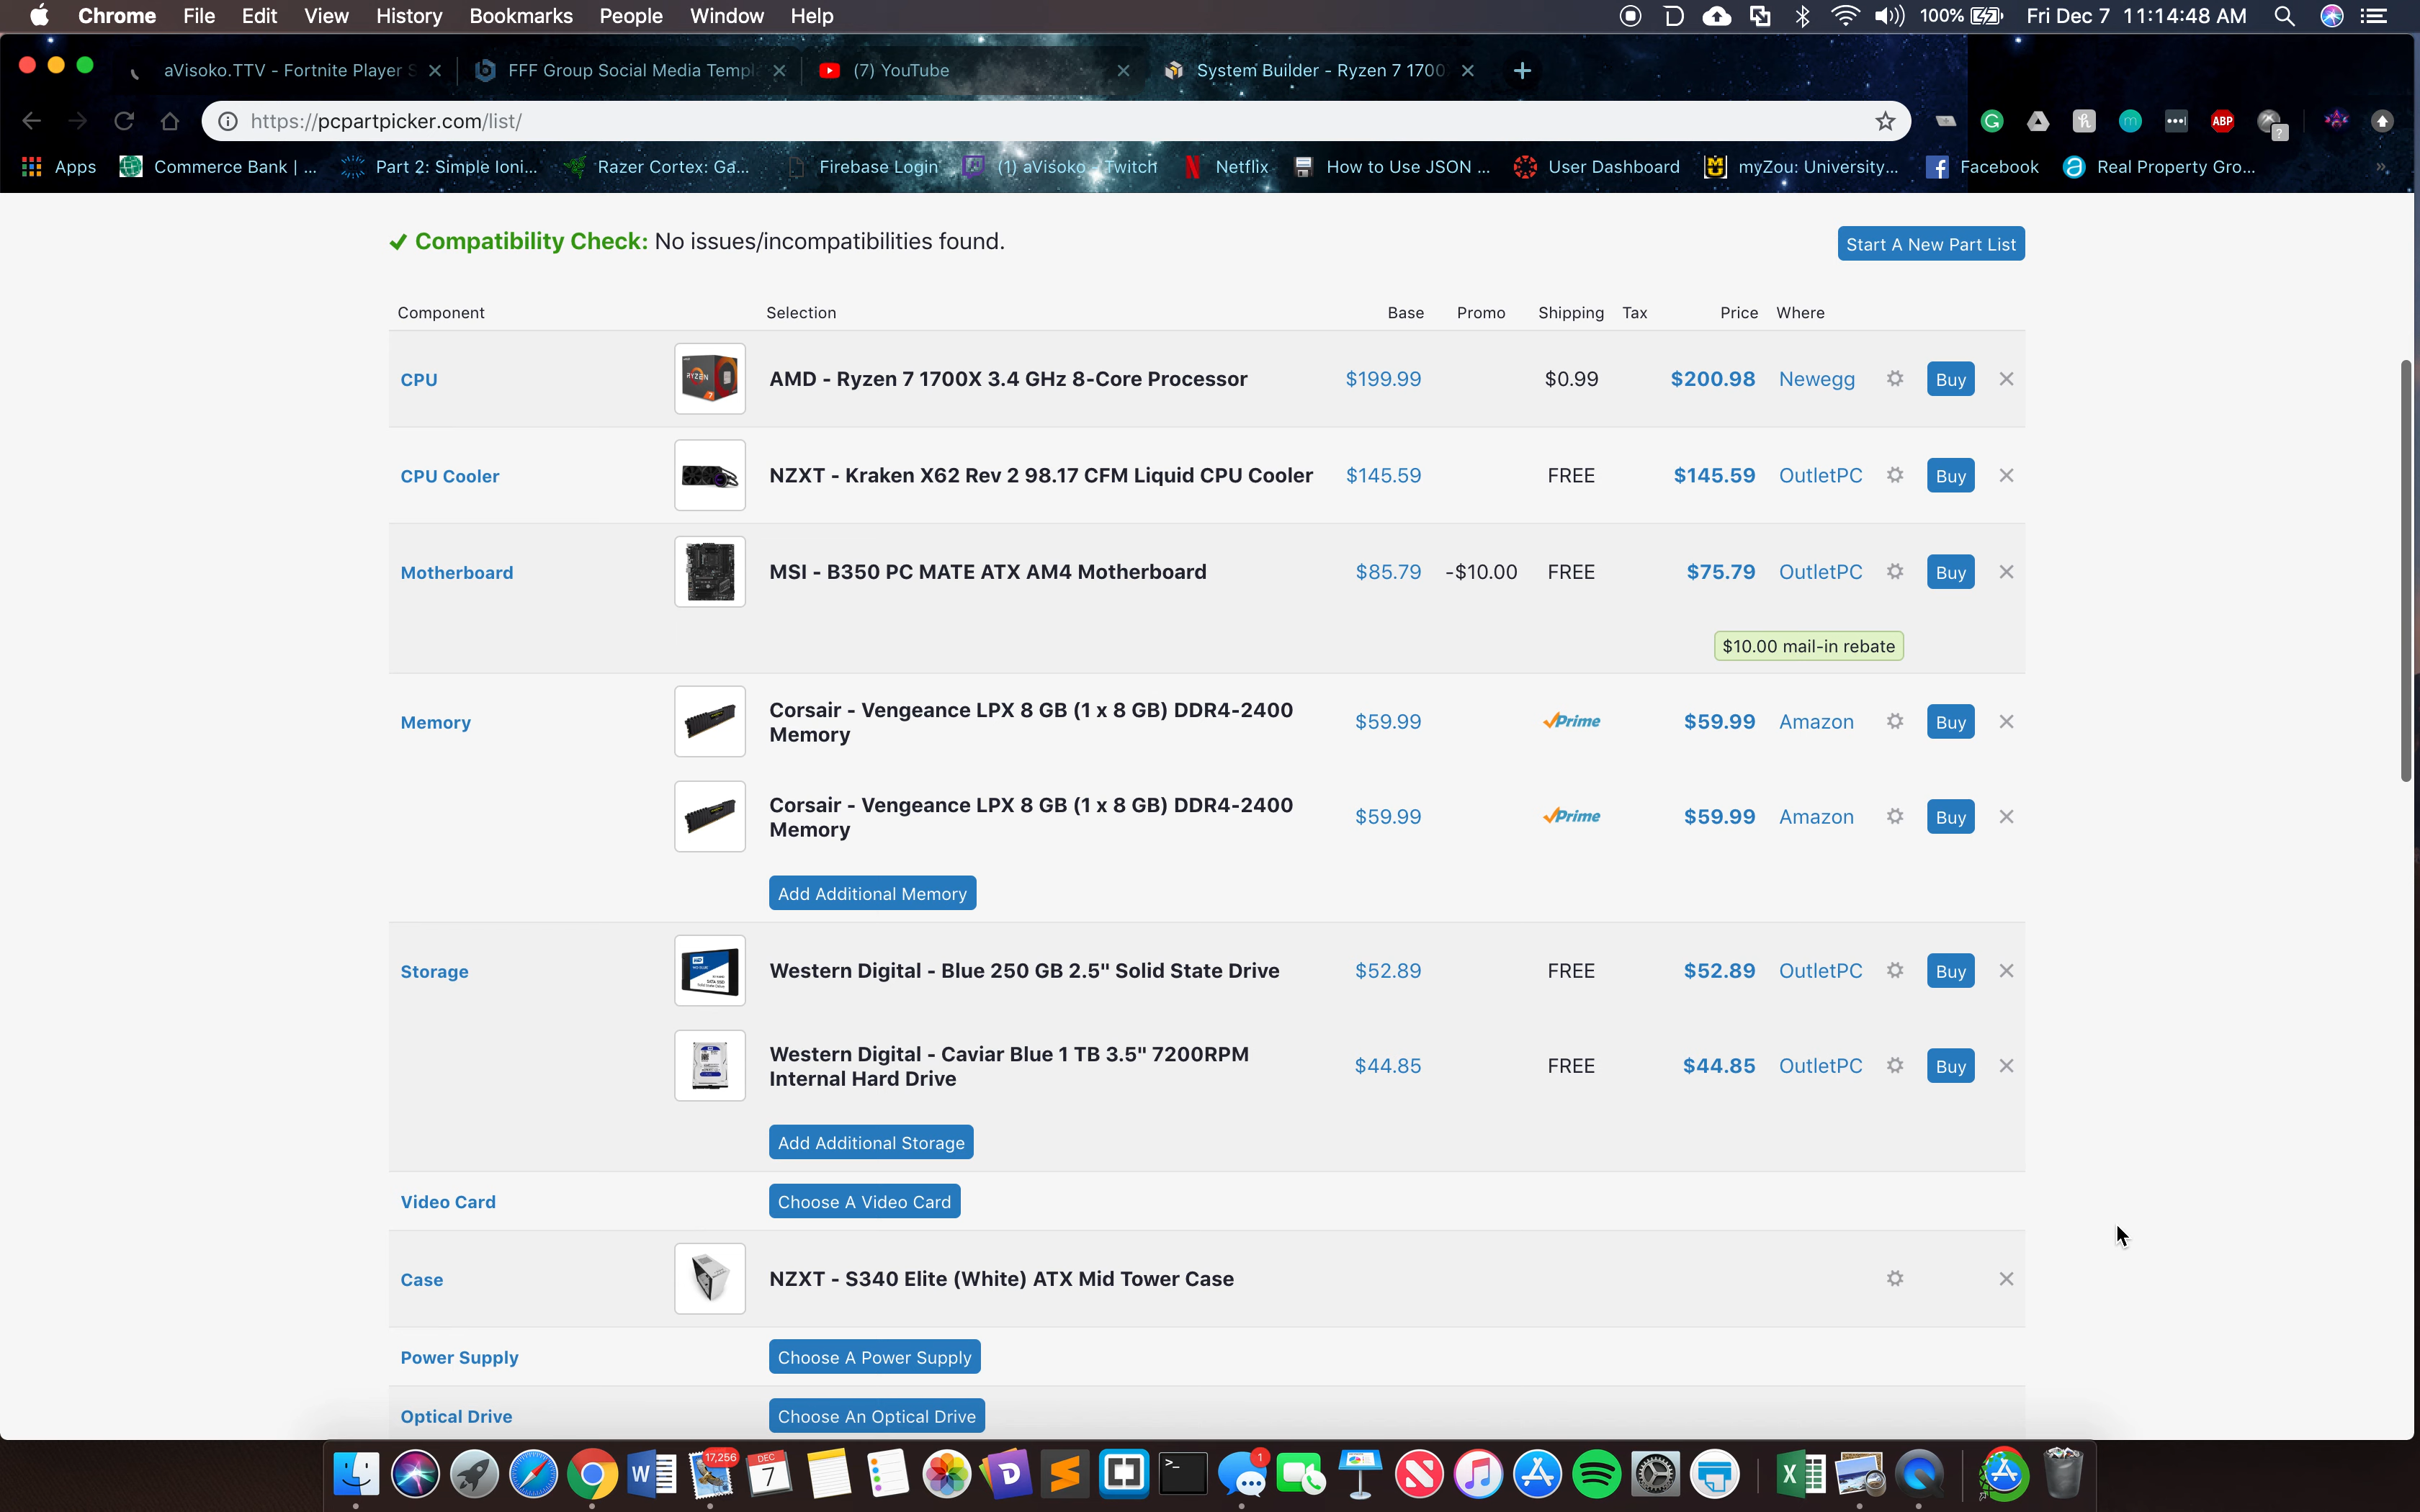 Chrome File Edit View History Bookmarks People Window Help 100% Fri Dec 7 11:14:48 AM
aVisoko.TTV - Fortnite Player S FFF Group Social Media Templ (7) YouTube System Builder - Ryzen 7 1700
https://pcpartpicker.com/list/ ABP ?
Apps Commerce Bank | ... Part 2: Simple Ioni... Razer Cortex: Ga... Firebase Login (1) aVisoko - Twitch Netflix How to Use JSON ... User Dashboard myZou: University... Facebook Real Property Gro... »
Compatibility Check: No issues/incompatibilities found. Start A New Part List
Component Selection Base Promo Shipping Tax Price Where
CPU AMD - Ryzen 7 1700X 3.4 GHz 8-Core Processor $199.99 $0.99 $200.98 Newegg Buy
CPU Cooler NZXT - Kraken X62 Rev 2 98.17 CFM Liquid CPU Cooler $145.59 FREE $145.59 OutletPC Buy
Motherboard MSI - B350 PC MATE ATX AM4 Motherboard $85.79 -$10.00 FREE $75.79 OutletPC Buy
$10.00 mail-in rebate
Memory Corsair - Vengeance LPX 8 GB (1 x 8 GB) DDR4-2400 $59.99 Prime $59.99 Amazon Buy
Memory
Corsair - Vengeance LPX 8 GB (1 x 8 GB) DDR4-2400 $59.99 Prime $59.99 Amazon Buy
Memory
Add Additional Memory
Storage Western Digital - Blue 250 GB 2.5" Solid State Drive $52.89 FREE $52.89 OutletPC Buy
Western Digital - Caviar Blue 1 TB 3.5" 7200RPM $44.85 FREE $44.85 OutletPC Buy
Internal Hard Drive
Add Additional Storage
Video Card Choose A Video Card
Case NZXT - S340 Elite (White) ATX Mid Tower Case
Power Supply Choose A Power Supply
Optical Drive Choose An Optical Drive
17,256 DEC 7 1